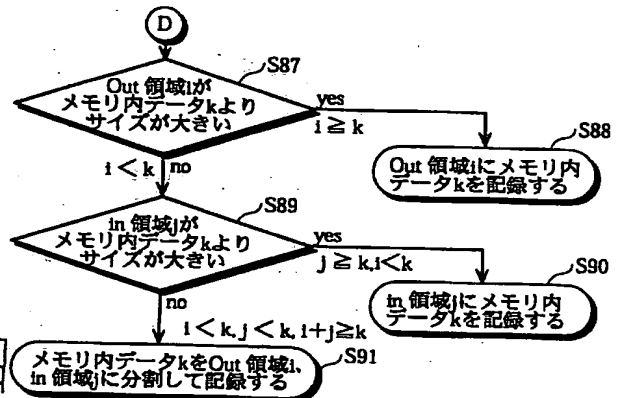 D
S87
Out 領域iが
メモリ内データkより
サイズが大きい
yes
i ≧ k
S88
Out 領域iにメモリ内
データkを記録する
i < k no
S89
in 領域jが
メモリ内データkより
サイズが大きい
yes
j ≧ k, i<k
S90
in 領域jにメモリ内
データkを記録する
no
i < k, j < k, i+j≧k
S91
メモリ内データkをOut 領域i、
in 領域jに分割して記録する